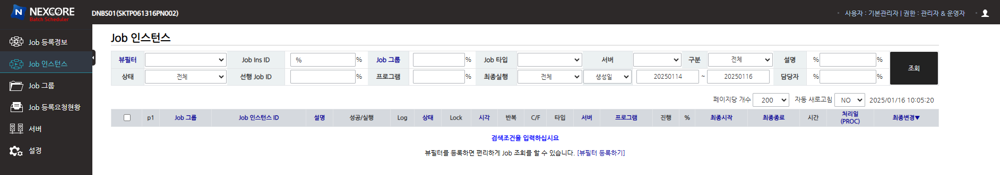 NEXCORE
Batch Scheduler
DNBS01(SKTP061316PN002)
사용자 : 기본관리자 | 권한 : 관리자 & 운영자
Job 등록정보
Job 인스턴스
Job 그룹
Job 등록요청현황
서버
설정
Job 인스턴스
뷰필터 Job Ins ID % % Job 그룹 % Job 타입 서버 구분 전체 설명 % % 조회
상태 전체 선행 Job ID % 프로그램 % 최종실행 전체 생성일 20250114 ~ 20250116 담당자 % %
페이지당 개수 200 자동 새로고침 NO 2025/01/16 10:05:20
p1 Job 그룹 Job 인스턴스 ID 설명 성공/실행 Log 상태 Lock 시각 반복 C/F 타입 서버 프로그램 진행 % 최종시작 최종종료 시간 처리일 (PROC) 최종변경▼
검색조건을 입력하십시요
뷰필터를 등록하면 편리하게 Job 조회를 할 수 있습니다. [뷰필터 등록하기]